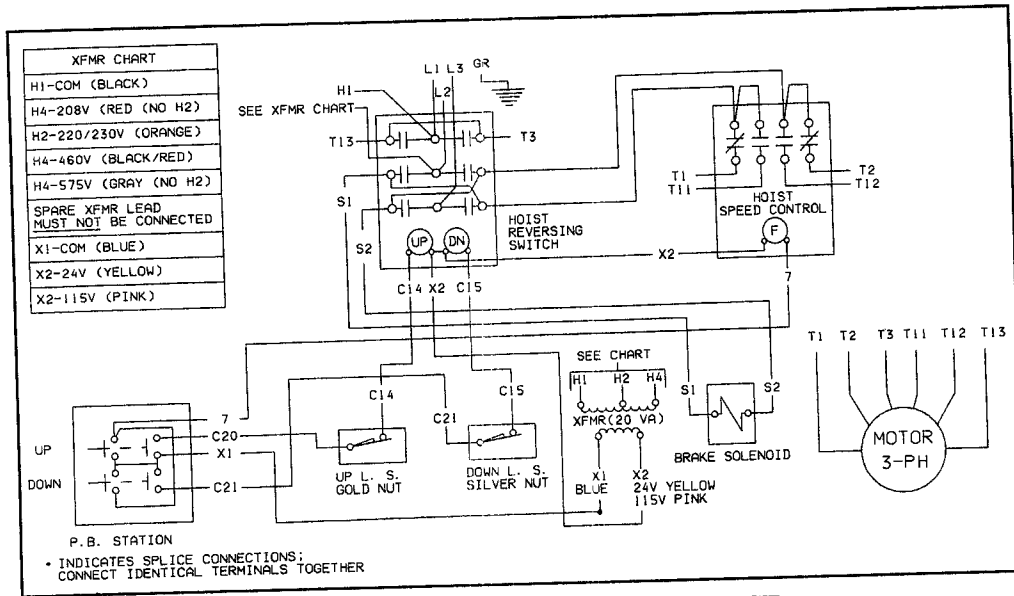 XFMR CHART
H1-COM (BLACK)
H4-208V (RED (NO H2)
H2-220/230V (ORANGE)
H4-460V (BLACK/RED)
H4-575V (GRAY (NO H2)
SPARE XFMR LEAD
MUST NOT BE CONNECTED
X1-COM (BLUE)
X2-24V (YELLOW)
X2-115V (PINK)
L1 L3 GR
H1
L2
SEE XFMR CHART
T13
T3
S1
S2
HOIST
REVERSING
SWITCH
UP DN
C14 X2 C15
T1
T11
T2
T12
HOIST
SPEED CONTROL
F
X2
7
C14
C15
C21
SEE CHART
H1 H2 H4
XFMR(20 VA)
X1
BLUE
X2
24V YELLOW
115V PINK
S1
S2
BRAKE SOLENOID
T1 T2 T3 T11 T12 T13
MOTOR
3-PH
7
C20
X1
C21
UP
DOWN
UP L. S.
GOLD NUT
DOWN L. S.
SILVER NUT
P.B. STATION
• INDICATES SPLICE CONNECTIONS;
CONNECT IDENTICAL TERMINALS TOGETHER